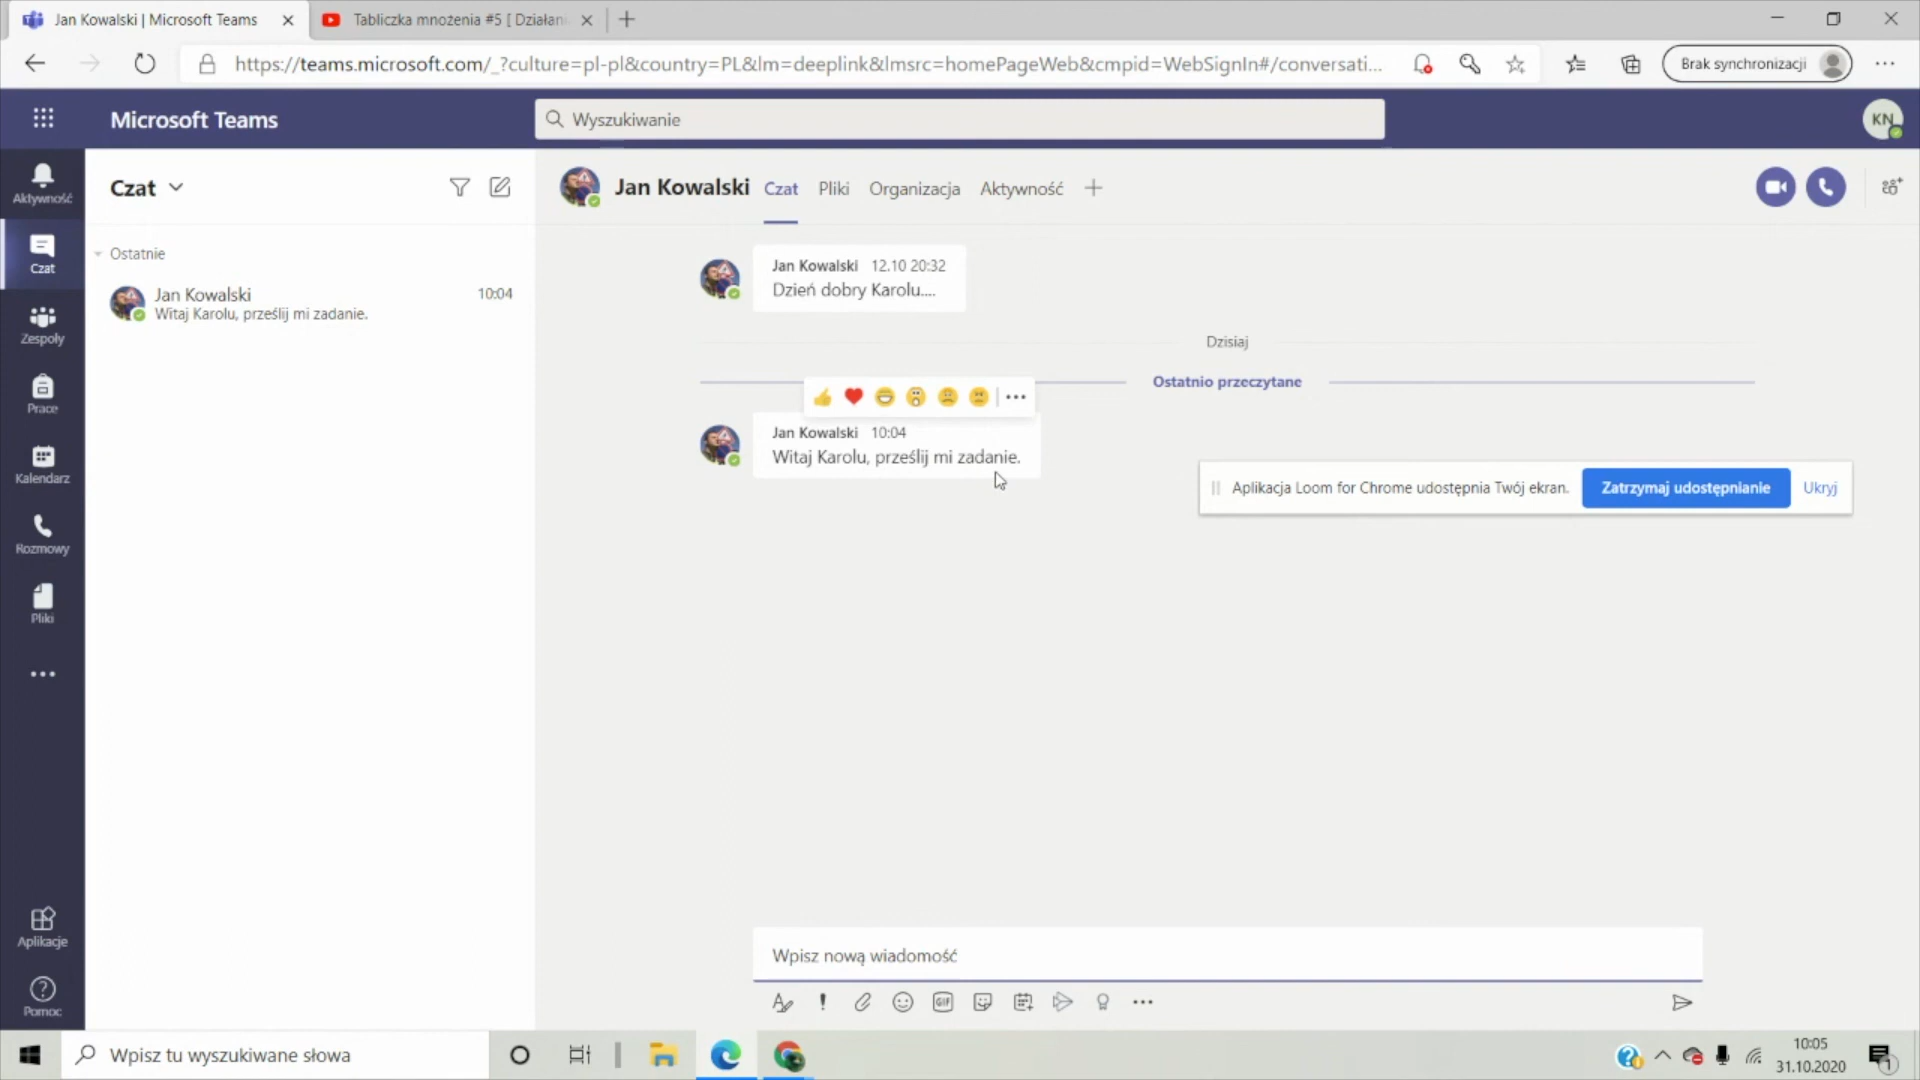 Jan Kowalski | Microsoft Teams
Tabliczka mnożenia #5 [ Działan
https://teams.microsoft.com/_?culture=pl-pl&country=PL&lm=deeplink&lmsrc=homePageWeb&cmpid=WebSignIn#/conversati...
Brak synchronizacji
Microsoft Teams
Wyszukiwanie
KN
Aktywność
Czat
Zespoły
Prace
Kalendarz
Rozmowy
Pliki
Aplikacje
Pomoc
Czat
Ostatnie
Jan Kowalski 10:04
Witaj Karolu, prześlij mi zadanie.
Jan Kowalski Czat Pliki Organizacja Aktywność
Jan Kowalski 12.10 20:32
Dzień dobry Karolu....
Dzisiaj
Ostatnio przeczytane
Jan Kowalski 10:04
Witaj Karolu, prześlij mi zadanie.
Aplikacja Loom for Chrome udostępnia Twój ekran. Zatrzymaj udostępnianie Ukryj
Wpisz nową wiadomość
GIF
Wpisz tu wyszukiwane słowa
10:05
31.10.2020
1